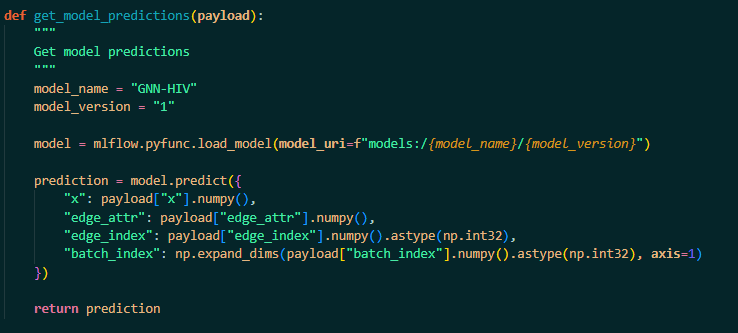 def get_model_predictions(payload):
    """
    Get model predictions
    """
    model_name = "GNN-HIV"
    model_version = "1"

    model = mlflow.pyfunc.load_model(model_uri=f"models:/{model_name}/{model_version}")

    prediction = model.predict({
        "x": payload["x"].numpy(),
        "edge_attr": payload["edge_attr"].numpy(),
        "edge_index": payload["edge_index"].numpy().astype(np.int32),
        "batch_index": np.expand_dims(payload["batch_index"].numpy().astype(np.int32), axis=1)
    })

    return prediction